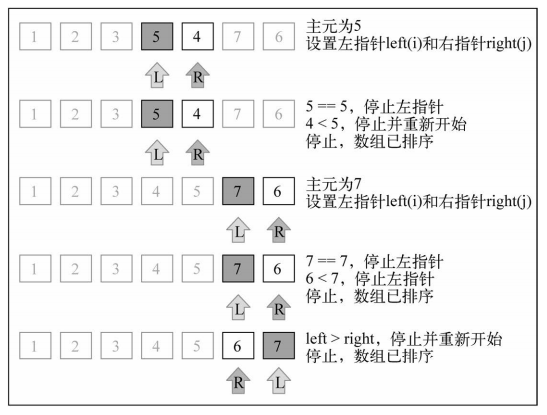 1 2 3 5 4 7 6
主元为5
设置左指针left(i)和右指针right(j)
L R
1 2 3 5 4 7 6
5 == 5，停止左指针
4 < 5，停止并重新开始
停止，数组已排序
L R
1 2 3 4 5 7 6
主元为7
设置左指针left(i)和右指针right(j)
L R
1 2 3 4 5 7 6
7 == 7，停止左指针
6 < 7，停止左指针
停止，数组已排序
L R
1 2 3 4 5 6 7
left > right，停止并重新开始
停止，数组已排序
R L